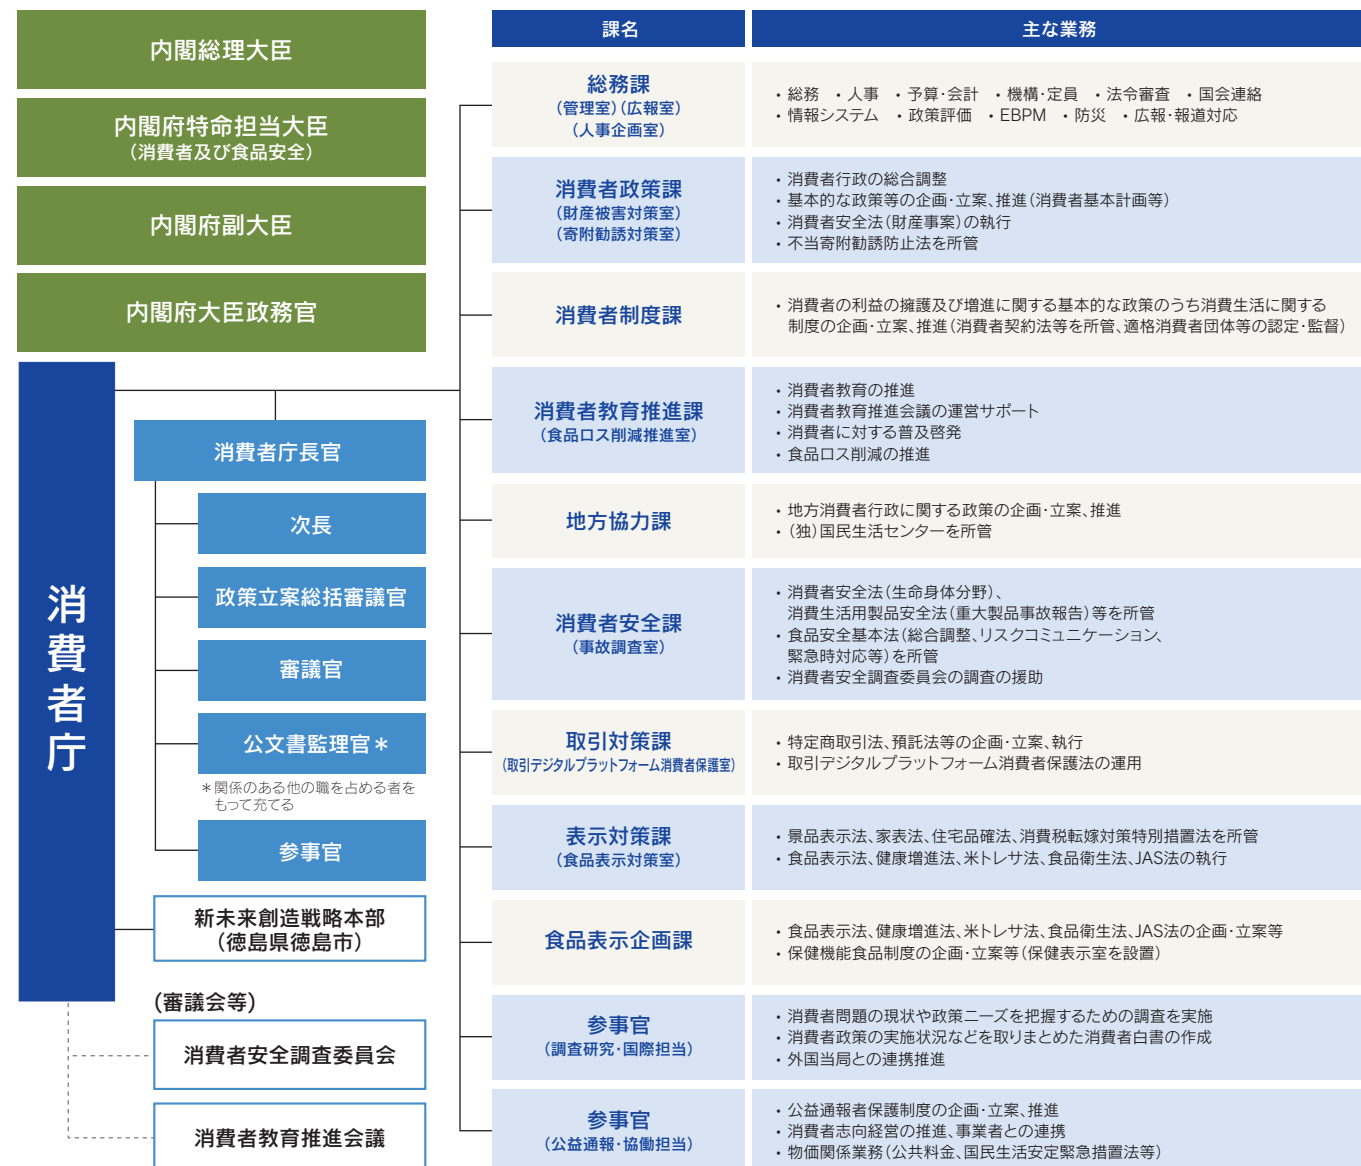 内閣総理大臣
内閣府特命担当大臣
（消費者及び食品安全）
内閣府副大臣
内閣府大臣政務官
消費者庁
消費者庁長官
次長
政策立案総括審議官
審議官
公文書監理官＊
＊関係のある他の職を占める者を
もって充てる
参事官
新未来創造戦略本部
（徳島県徳島市）
(審議会等)
消費者安全調査委員会
消費者教育推進会議
課名
主な業務
総務課
（管理室）（広報室）
（人事企画室）
・総務 ・人事 ・予算・会計 ・機構・定員 ・法令審査 ・国会連絡
・情報システム ・政策評価 ・EBPM ・防災 ・広報・報道対応
消費者政策課
（財産被害対策室）
（寄附勧誘対策室）
・消費者行政の総合調整
・基本的な政策等の企画・立案、推進（消費者基本計画等）
・消費者安全法（財産事案）の執行
・不当寄附勧誘防止法を所管
消費者制度課
・消費者の利益の擁護及び増進に関する基本的な政策のうち消費生活に関する
制度の企画・立案、推進（消費者契約法等を所管、適格消費者団体等の認定・監督）
消費者教育推進課
（食品ロス削減推進室）
・消費者教育の推進
・消費者教育推進会議の運営サポート
・消費者に対する普及啓発
・食品ロス削減の推進
地方協力課
・地方消費者行政に関する政策の企画・立案、推進
・（独）国民生活センターを所管
消費者安全課
（事故調査室）
・消費者安全法（生命身体分野）、
消費生活用製品安全法（重大製品事故報告）等を所管
・食品安全基本法（総合調整、リスクコミュニケーション、
緊急時対応等）を所管
・消費者安全調査委員会の調査の援助
取引対策課
（取引デジタルプラットフォーム消費者保護室）
・特定商取引法、預託法等の企画・立案、執行
・取引デジタルプラットフォーム消費者保護法の運用
表示対策課
（食品表示対策室）
・景品表示法、家表法、住宅品確法、消費税転嫁対策特別措置法を所管
・食品表示法、健康増進法、米トレサ法、食品衛生法、JAS法の執行
食品表示企画課
・食品表示法、健康増進法、米トレサ法、食品衛生法、JAS法の企画・立案等
・保健機能食品制度の企画・立案等（保健表示室を設置）
参事官
（調査研究・国際担当）
・消費者問題の現状や政策ニーズを把握するための調査を実施
・消費者政策の実施状況などを取りまとめた消費者白書の作成
・外国当局との連携推進
参事官
（公益通報・協働担当）
・公益通報者保護制度の企画・立案、推進
・消費者志向経営の推進、事業者との連携
・物価関係業務（公共料金、国民生活安定緊急措置法等）